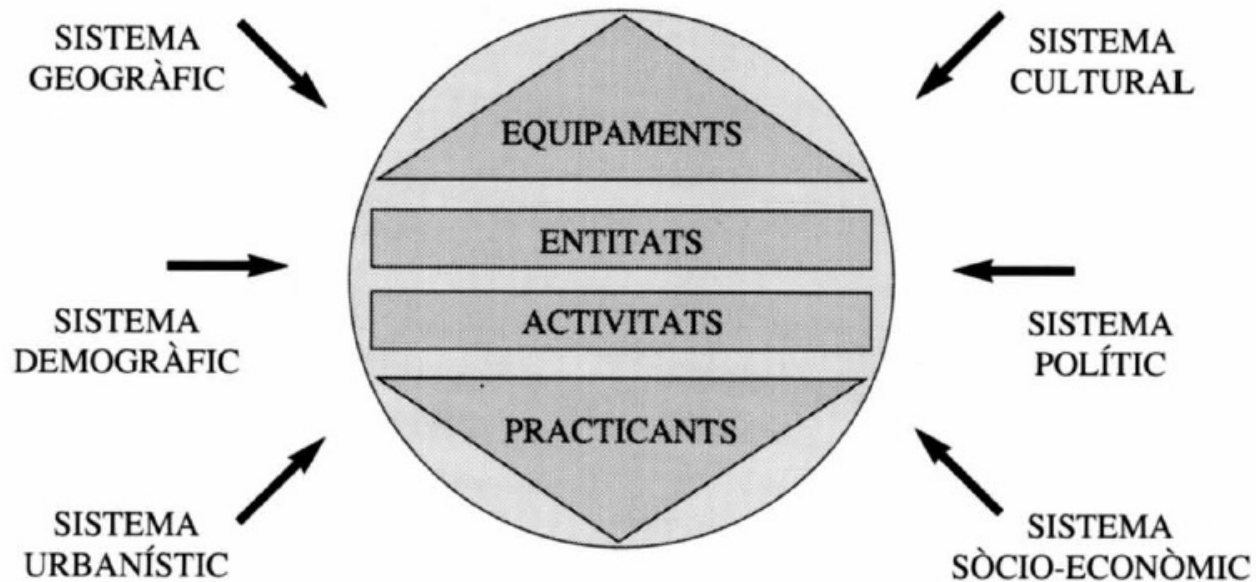 SISTEMA
GEOGRÀFIC
SISTEMA
CULTURAL
EQUIPAMENTS
ENTITATS
ACTIVITATS
PRACTICANTS
SISTEMA
DEMOGRÀFIC
SISTEMA
POLÍTIC
SISTEMA
URBANÍSTIC
SISTEMA
SÒCIO-ECONÒMIC